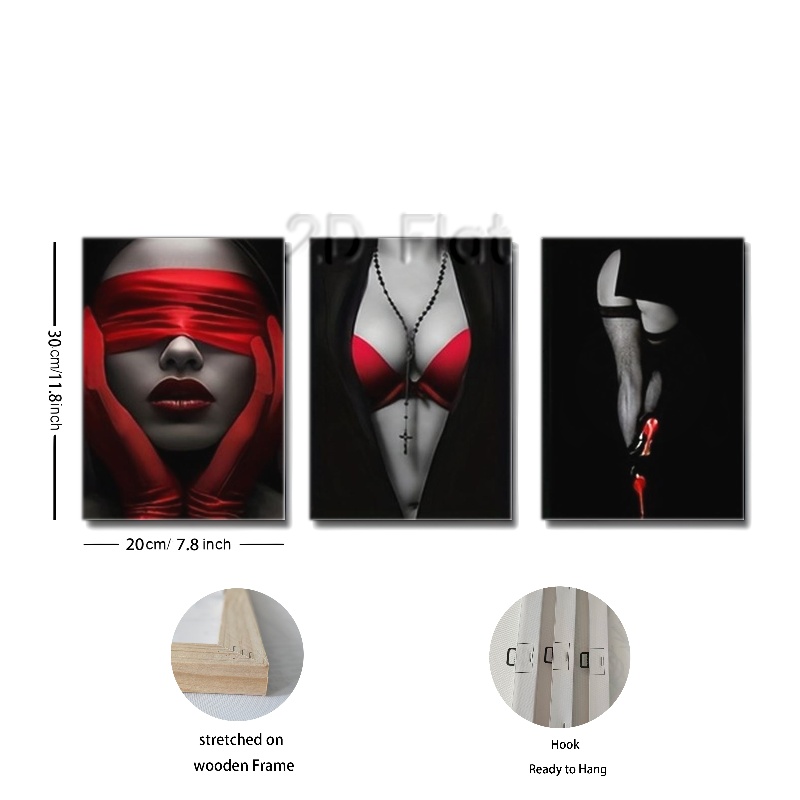 2D Flat
30cm/11.8inch
20cm/ 7.8 inch
stretched on
wooden Frame
Hook
Ready to Hang